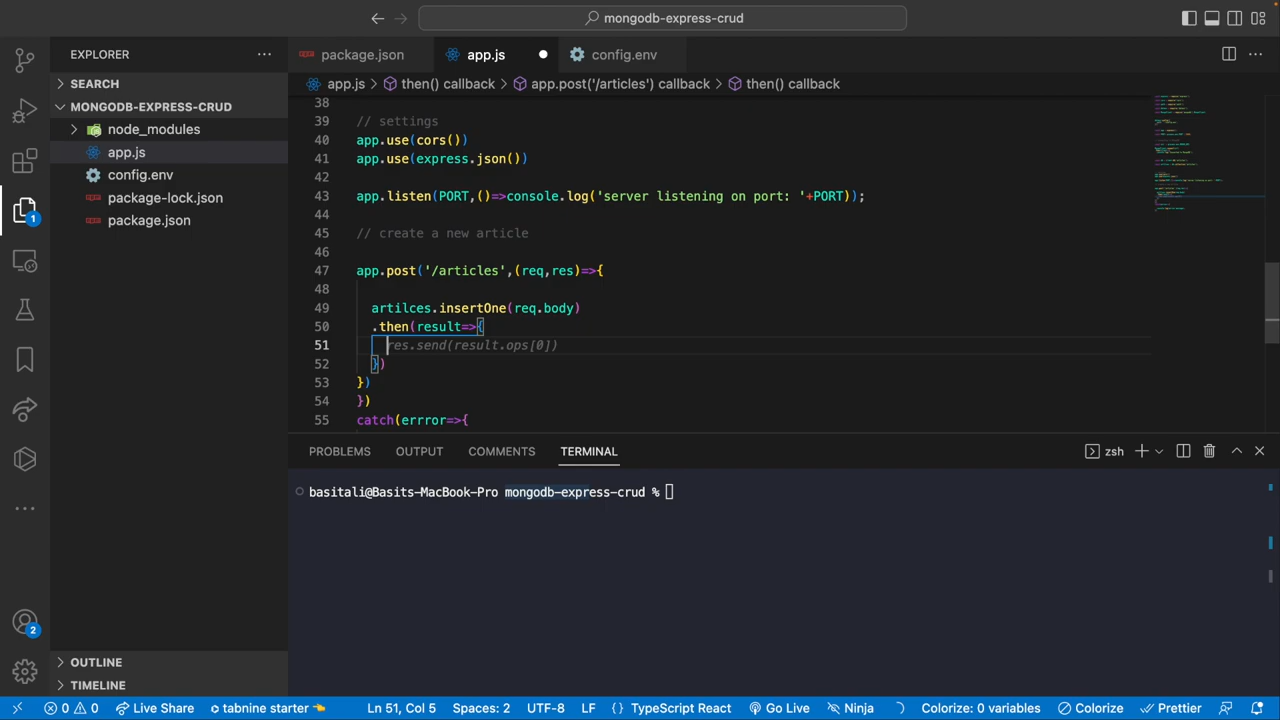 mongodb-express-crud
EXPLORER
SEARCH
MONGODB-EXPRESS-CRUD
node_modules
app.js
config.env
package-lock.json
package.json
OUTLINE
TIMELINE
1
2
package.json
app.js
config.env
app.js > then() callback > app.post('/articles') callback > then() callback
38
39 // settings
40 app.use(cors())
41 app.use(express.json())
42
43 app.listen(PORT,()=>console.log('server listening on port: '+PORT));
44
45 // create a new article
46
47 app.post('/articles',(req,res)=>{
48
49 artilces.insertOne(req.body)
50 .then(result=>{
51 res.send(result.ops[0])
52 })
53 })
54 })
55 catch(errror=>{
PROBLEMS OUTPUT COMMENTS TERMINAL
zsh
basitali@Basits-MacBook-Pro mongodb-express-crud %
0 0 Live Share tabnine starter Ln 51, Col 5 Spaces: 2 UTF-8 LF {} TypeScript React Go Live Ninja Colorize: 0 variables Colorize Prettier